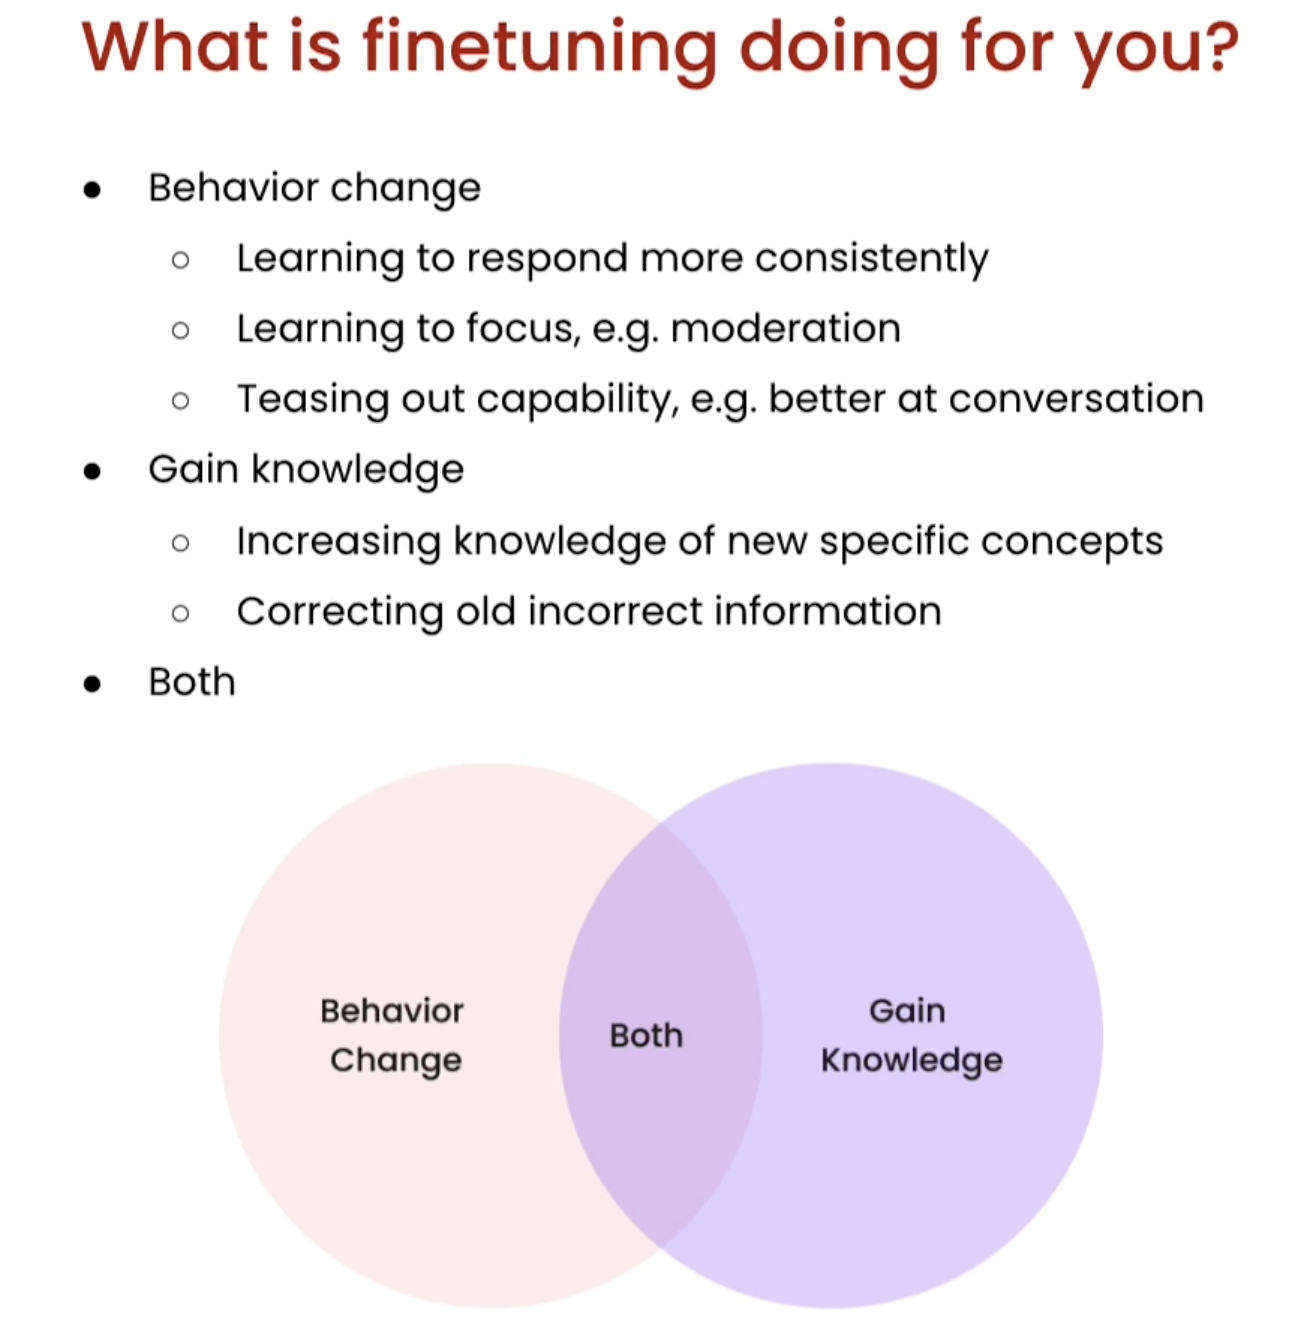 What is finetuning doing for you?
● Behavior change
○ Learning to respond more consistently
○ Learning to focus, e.g. moderation
○ Teasing out capability, e.g. better at conversation
● Gain knowledge
○ Increasing knowledge of new specific concepts
○ Correcting old incorrect information
● Both
Behavior
Change
Both
Gain
Knowledge